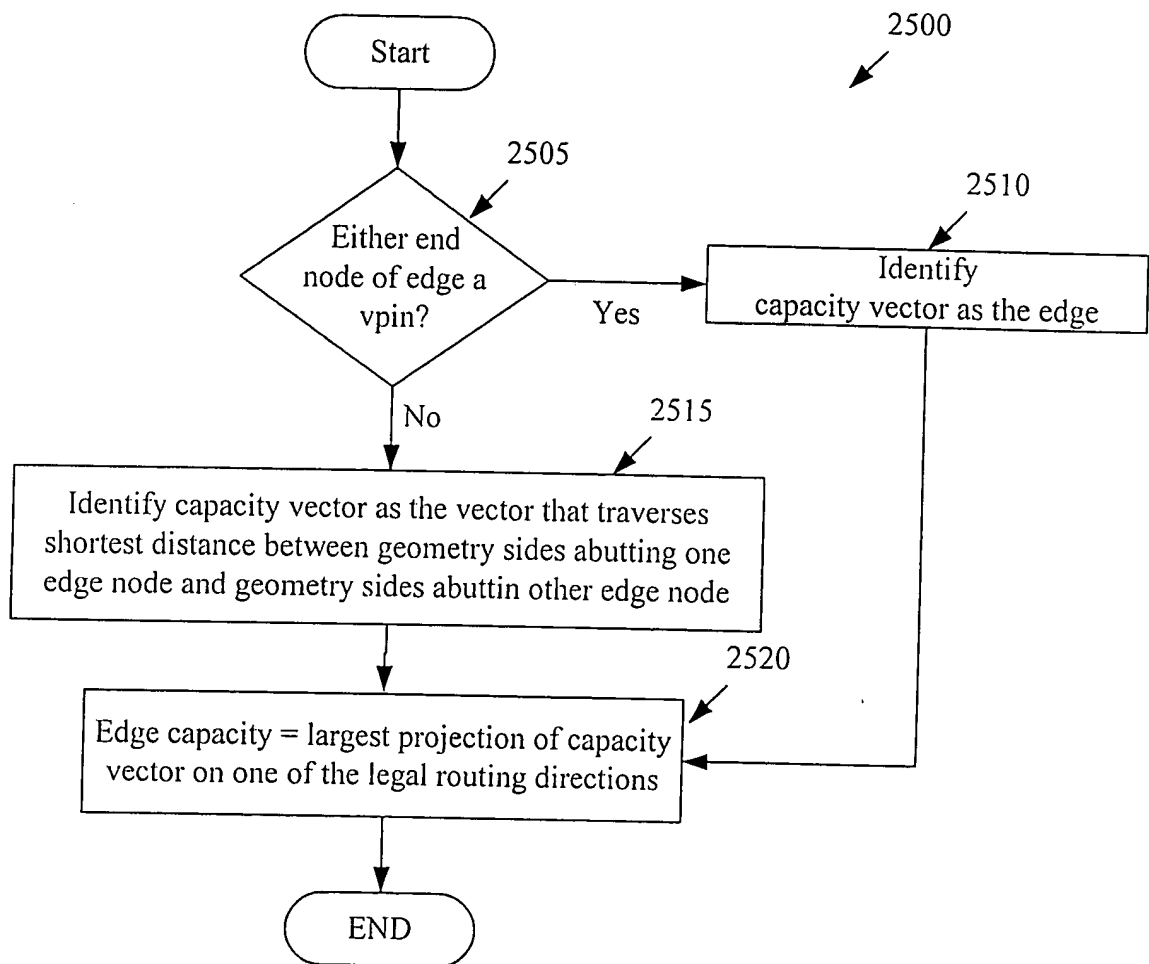 2500
Start
2505
Either end
node of edge a
vpin?
Yes
2510
Identify
capacity vector as the edge
No
2515
Identify capacity vector as the vector that traverses
shortest distance between geometry sides abutting one
edge node and geometry sides abuttin other edge node
2520
Edge capacity = largest projection of capacity
vector on one of the legal routing directions
END